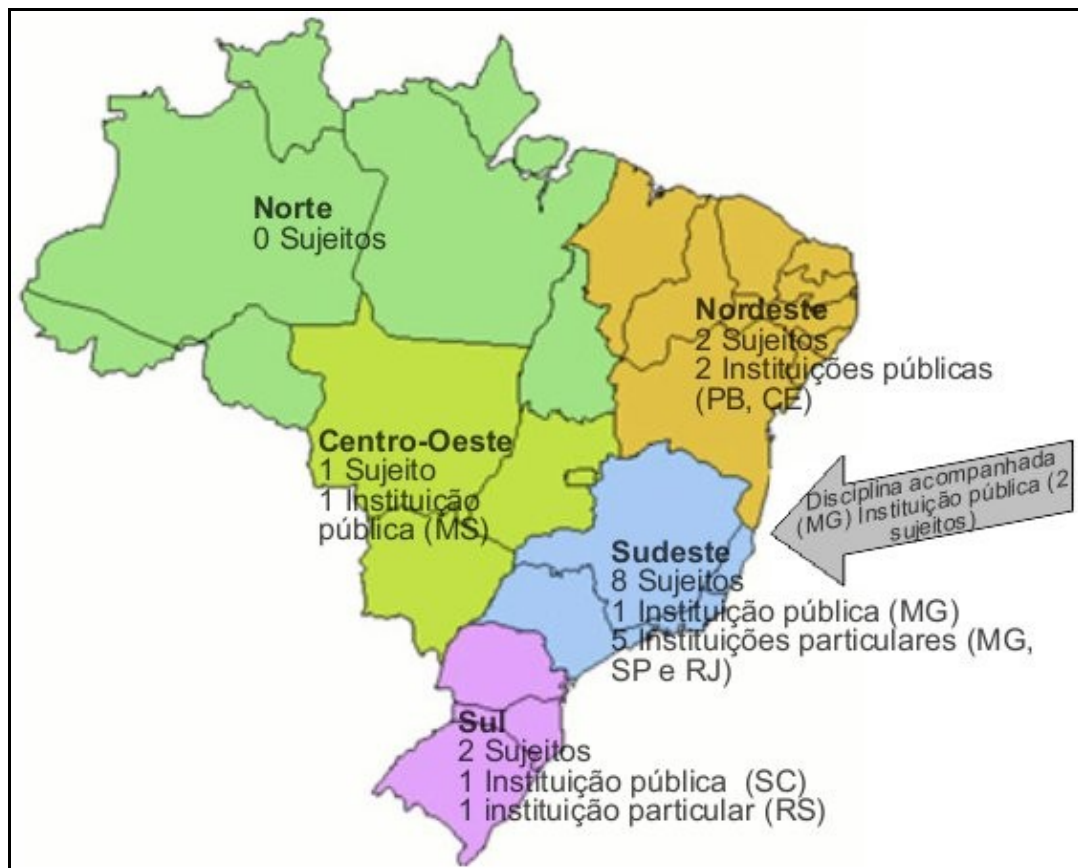 Norte
0 Sujeitos
Nordeste
2 Sujeitos
2 Instituições públicas
(PB, CE)
Centro-Oeste
1 Sujeito
1 Instituição
pública (MS)
Disciplina acompanhada
(MG) Instituição pública (2
sujeitos)
Sudeste
8 Sujeitos
1 Instituição pública (MG)
5 Instituições particulares (MG,
SP e RJ)
Sul
2 Sujeitos
1 Instituição pública (SC)
1 instituição particular (RS)